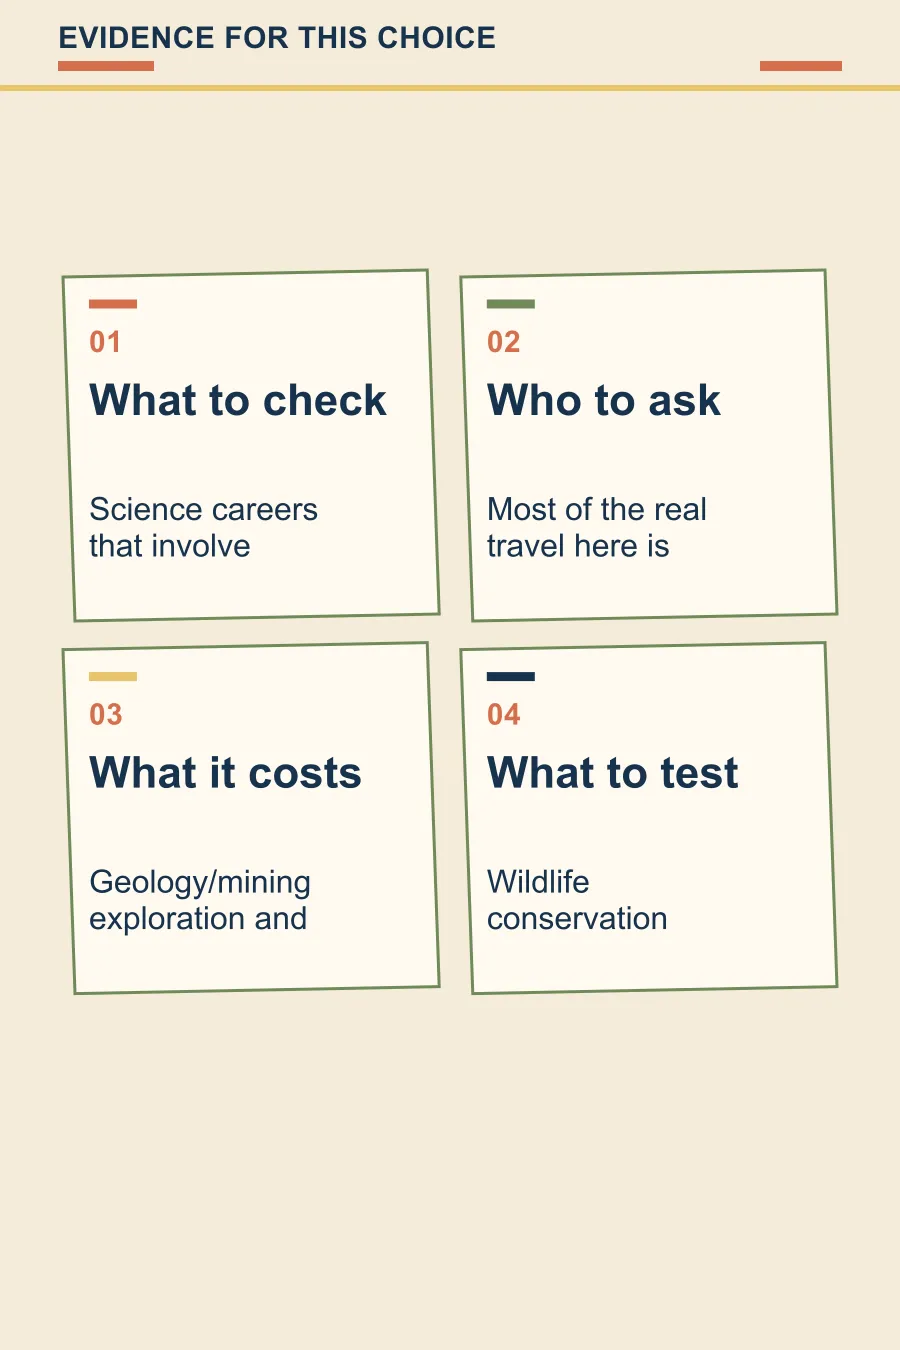 EVIDENCE FOR THIS CHOICE
01
What to check
Science careers
that involve
02
Who to ask
Most of the real
travel here is
03
What it costs
Geology/mining
exploration and
04
What to test
Wildlife
conservation